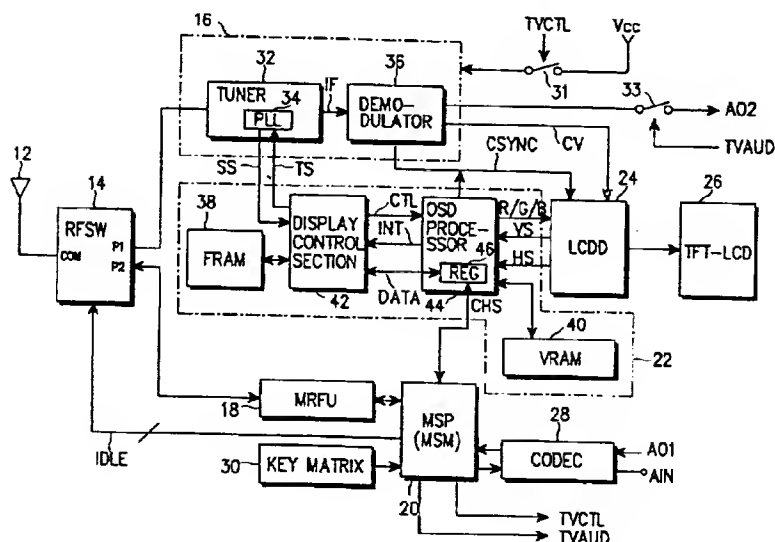 16
TVCTL
Vcc
32
36
TUNER
34
PLL
IF
DEMO-
DULATOR
31
33
AO2
TVAUD
12
SS
TS
CSYNC
CV
14
RFSW
COM
P1
P2
38
FRAM
DISPLAY
CONTROL
SECTION
42
CTL
INT
DATA
OSD
PROCE-
SSOR
46
REG
44
CHS
R/G/B
VS
HS
24
LCDD
26
TFT-LCD
40
VRAM
22
MRFU
18
MSP
(MSM)
20
28
CODEC
AO1
AIN
IDLE
30
KEY MATRIX
TVCTL
TVAUD